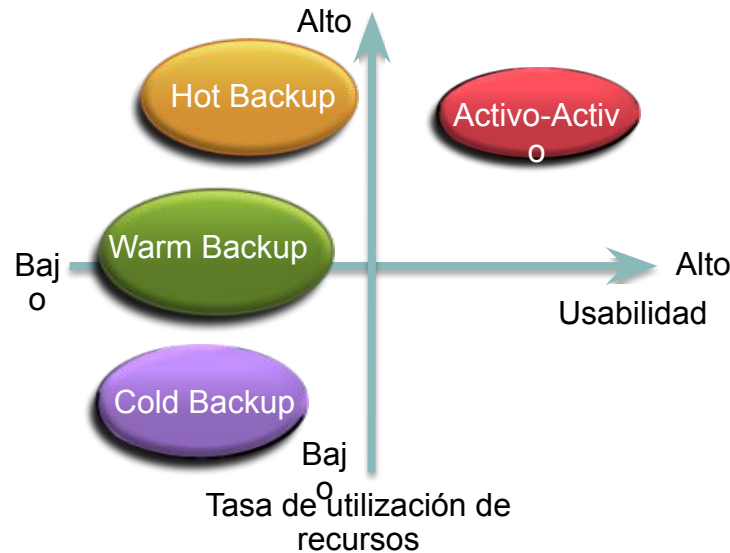 Alto
Hot Backup
Activo-Activ
o
Warm Backup
Baj
o
Alto
Usabilidad
Cold Backup
Baj
o
Tasa de utilización de
recursos